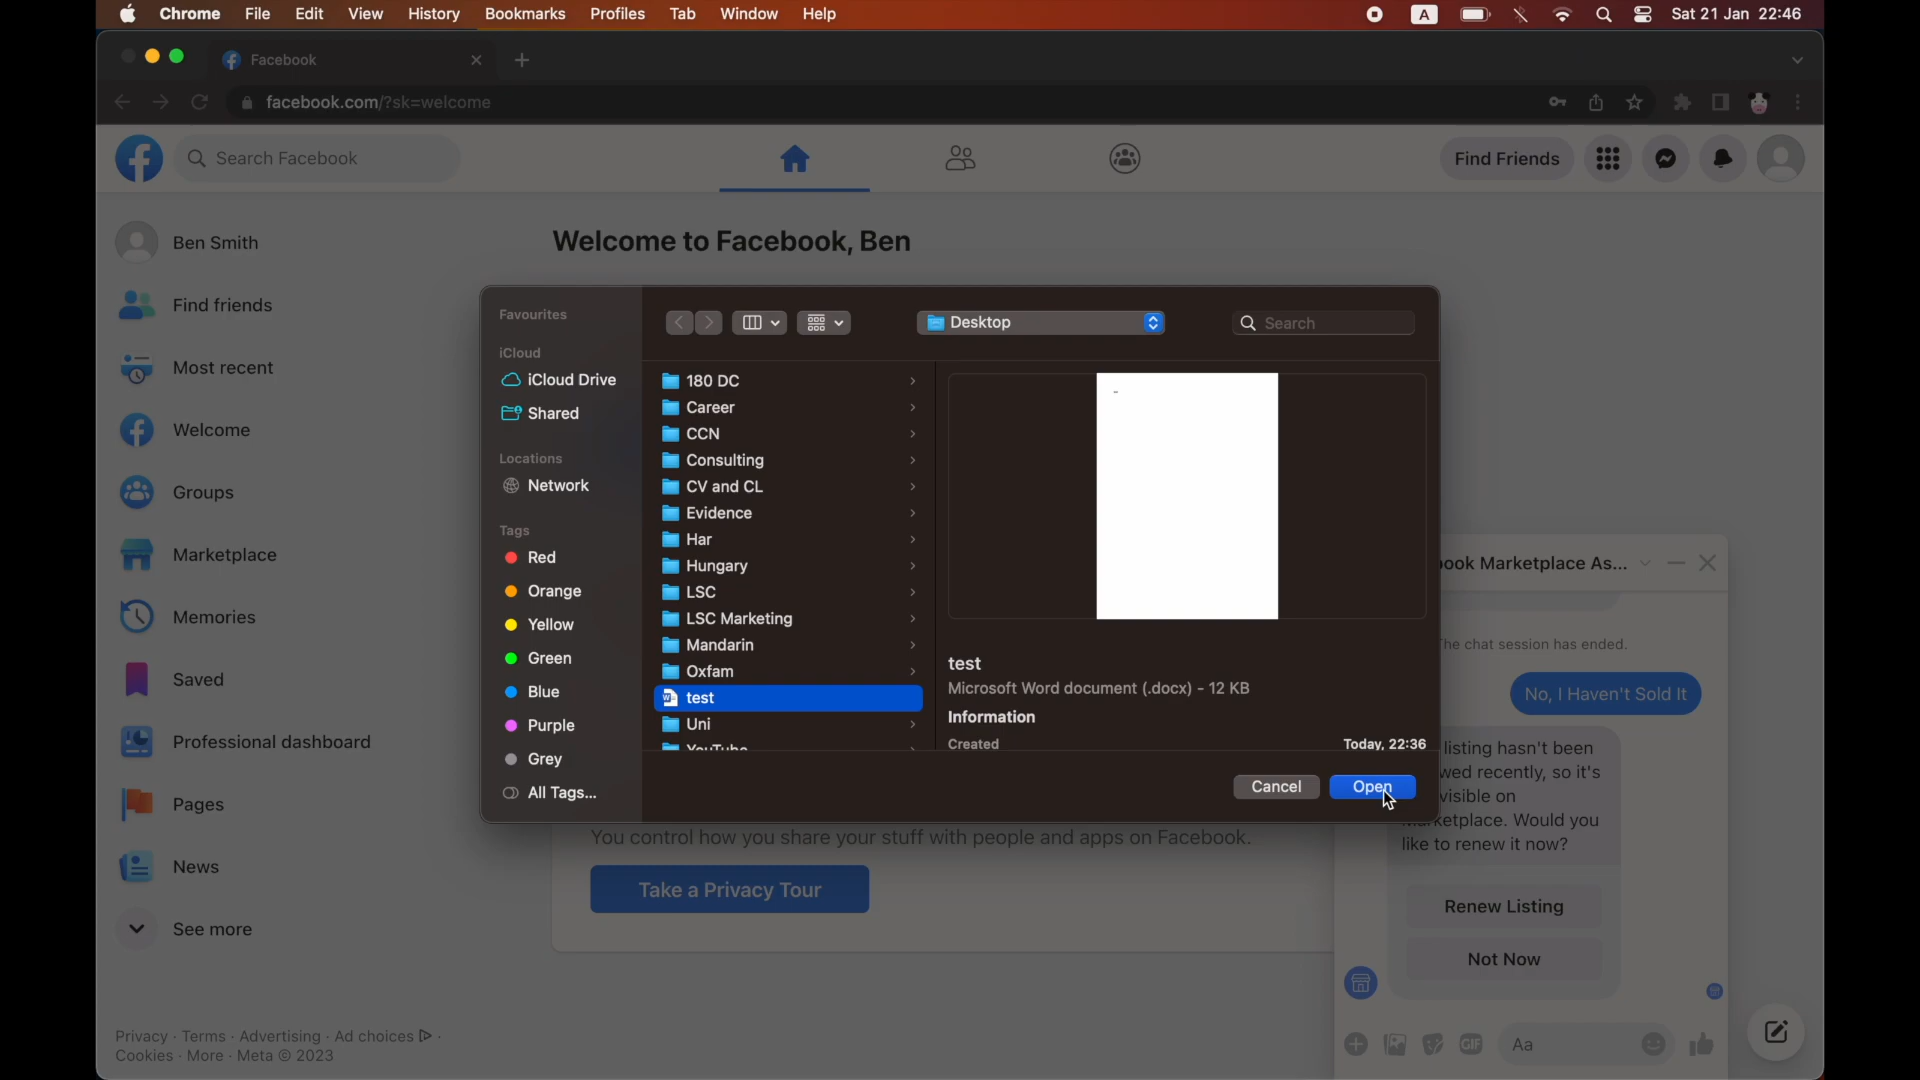 Chrome File Edit View History Bookmarks Profiles Tab Window Help A Sat 21 Jan 22:46
Facebook
facebook.com/?sk=welcome
Search Facebook
Find Friends
Ben Smith
Find friends
Most recent
Welcome
Groups
Marketplace
Memories
Saved
Professional dashboard
Pages
News
See more
Privacy · Terms · Advertising · Ad choices ·
Cookies · More · Meta © 2023
Welcome to Facebook, Ben
Favourites
iCloud
iCloud Drive
Shared
Locations
Network
Tags
Red
Orange
Yellow
Green
Blue
Purple
Grey
All Tags...
Desktop
Search
180 DC
Career
CCN
Consulting
CV and CL
Evidence
Har
Hungary
LSC
LSC Marketing
Mandarin
Oxfam
test
Uni
YouTube
test
Microsoft Word document (.docx) - 12 KB
Information
Created Today, 22:36
Cancel Open
You control how you share your stuff with people and apps on Facebook.
Take a Privacy Tour
Marketplace As...
chat session has ended.
No, I Haven't Sold It
listing hasn't been
recently, so it's
visible on
Would you
like to renew it now?
Renew Listing
Not Now
GIF
Aa